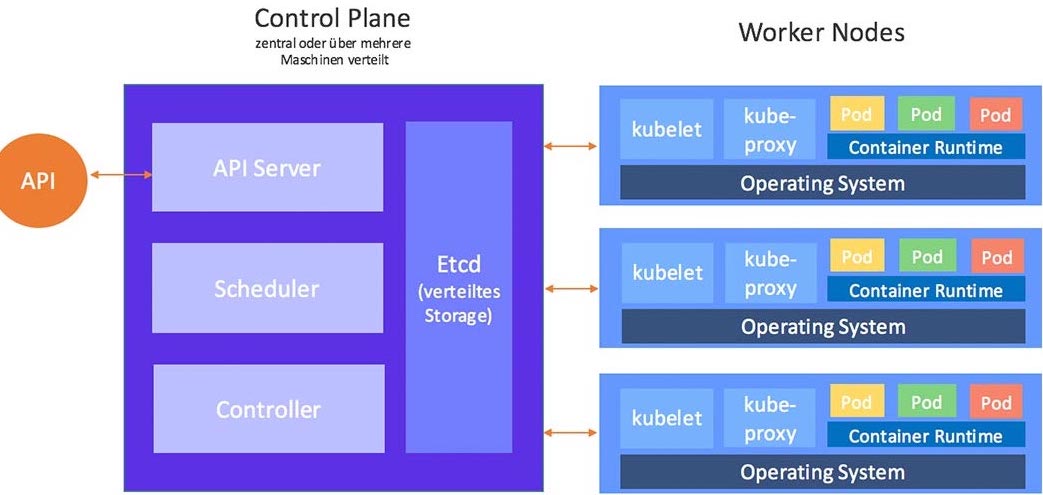 Control Plane
zentral oder über mehrere
Maschinen verteilt
Worker Nodes
API
API Server
Scheduler
Controller
Etcd
(verteiltes
Storage)
kubelet
kube-
proxy
Pod
Pod
Pod
Container Runtime
Operating System
kubelet
kube-
proxy
Pod
Pod
Pod
Container Runtime
Operating System
kubelet
kube-
proxy
Pod
Pod
Pod
Container Runtime
Operating System